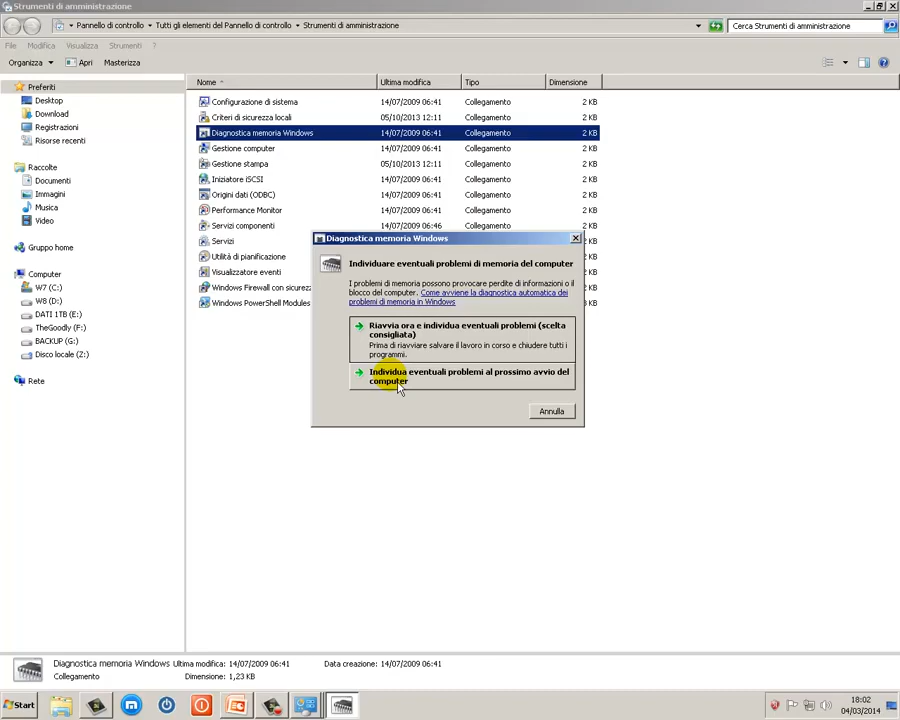 Strumenti di amministrazione
Pannello di controllo Tutti gli elementi del Pannello di controllo Strumenti di amministrazione
Cerca Strumenti di amministrazione
File Modifica Visualizza Strumenti ?
Organizza Apri Masterizza
Preferiti
Desktop
Download
Registrazioni
Risorse recenti
Raccolte
Documenti
Immagini
Musica
Video
Gruppo home
Computer
W7 (C:)
W8 (D:)
DATI 1TB (E:)
TheGoodly (F:)
BACKUP (G:)
Disco locale (Z:)
Rete
Nome Ultima modifica Tipo Dimensione
Configurazione di sistema 14/07/2009 06:41 Collegamento 2 KB
Criteri di sicurezza locali 05/10/2013 12:11 Collegamento 2 KB
Diagnostica memoria Windows 14/07/2009 06:41 Collegamento 2 KB
Gestione computer 14/07/2009 06:41 Collegamento 2 KB
Gestione stampa 05/10/2013 12:11 Collegamento 2 KB
Iniziatore iSCSI 14/07/2009 06:41 Collegamento 2 KB
Origini dati (ODBC) 14/07/2009 06:41 Collegamento 2 KB
Performance Monitor 14/07/2009 06:41 Collegamento 2 KB
Servizi componenti 14/07/2009 06:46 Collegamento 2 KB
Servizi
Utilità di pianificazione
Visualizzatore eventi
Windows Firewall con sicurezz
Windows PowerShell Modules
Diagnostica memoria Windows
Individuare eventuali problemi di memoria del computer
I problemi di memoria possono provocare perdite di informazioni o il
blocco del computer. Come avviene la diagnostica automatica dei
problemi di memoria in Windows
Riavvia ora e individua eventuali problemi (scelta
consigliata)
Prima di riavviare salvare il lavoro in corso e chiudere tutti i
programmi.
Individua eventuali problemi al prossimo avvio del
computer
Annulla
Diagnostica memoria Windows Ultima modifica: 14/07/2009 06:41 Data creazione: 14/07/2009 06:41
Collegamento Dimensione: 1,23 KB
Start
18:02
04/03/2014